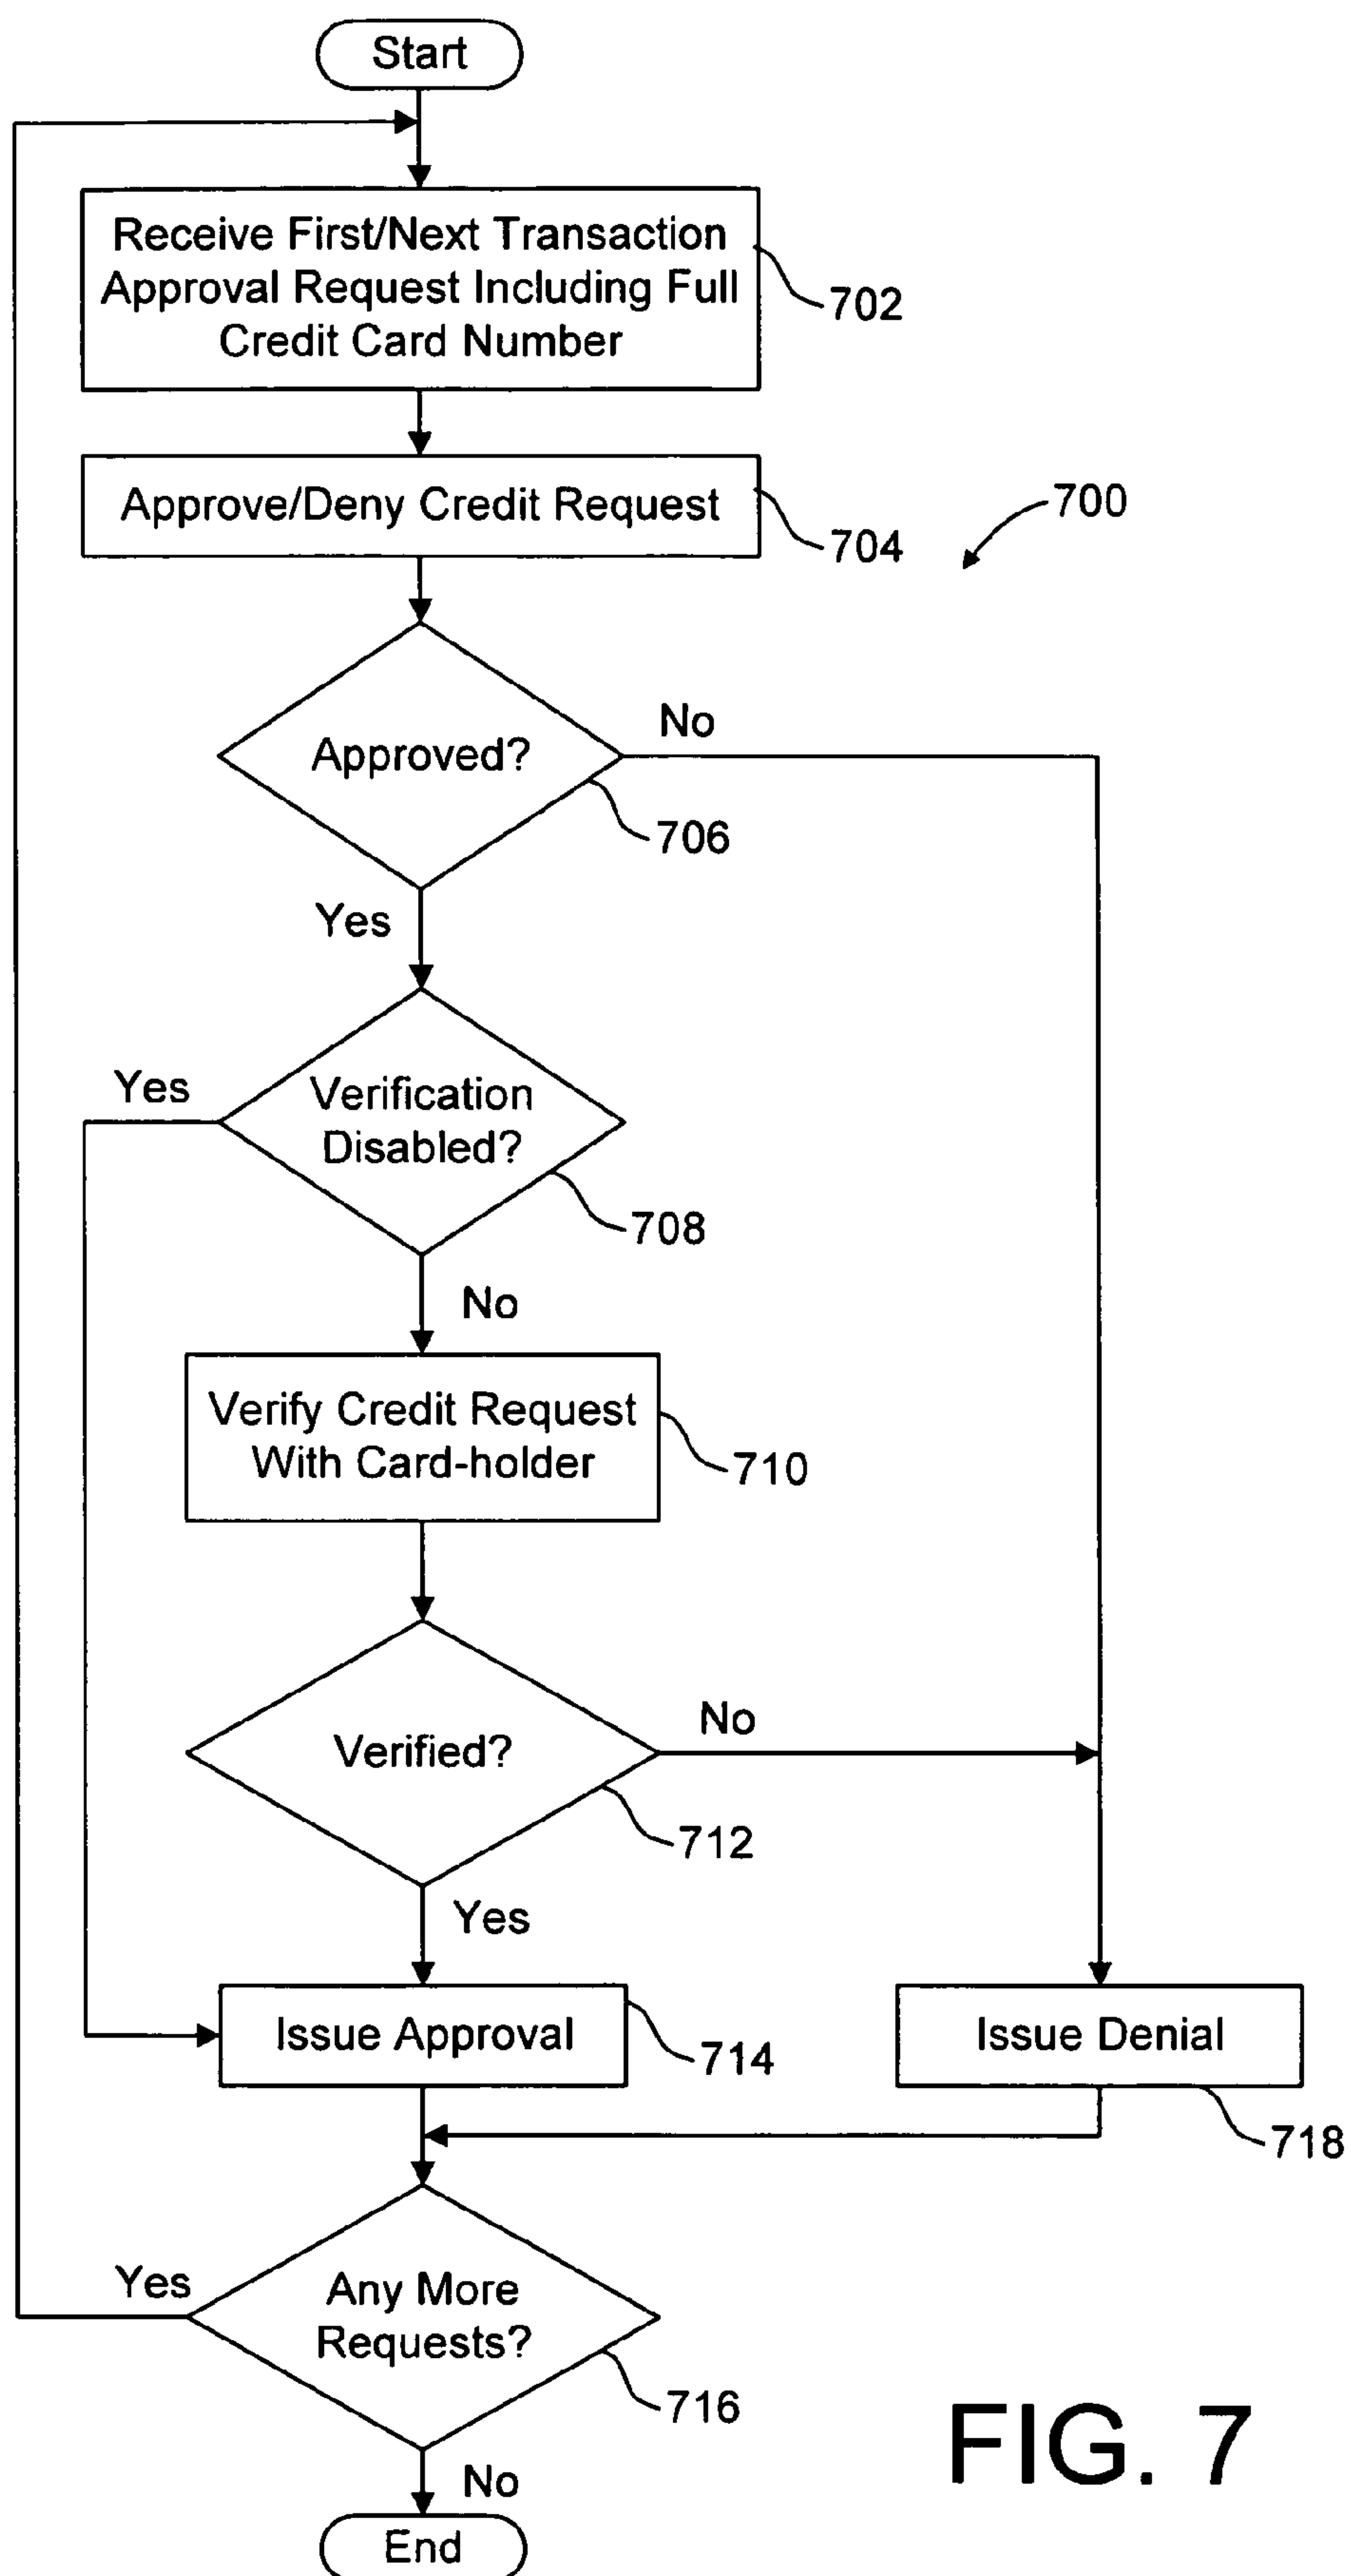 Start
Receive First/Next Transaction
Approval Request Including Full
Credit Card Number
702
Approve/Deny Credit Request
704
700
Approved?
No
706
Yes
Yes
Verification
Disabled?
708
No
Verify Credit Request
With Card-holder
710
Verified?
No
712
Yes
Issue Approval
714
Issue Denial
718
Yes
Any More
Requests?
716
No
End
FIG. 7